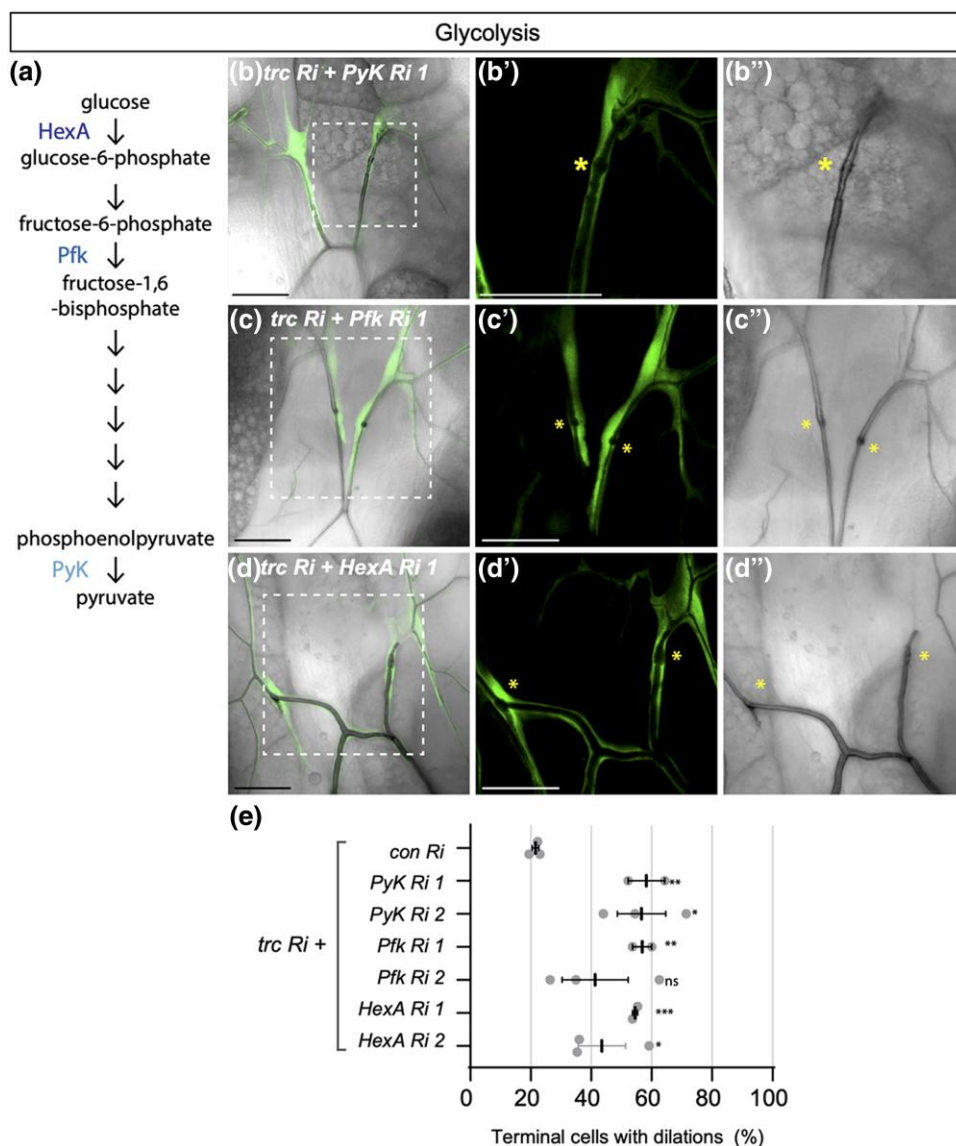 Glycolysis
(a)
glucose
HexA
glucose-6-phosphate
fructose-6-phosphate
Pfk
fructose-1,6
-bisphosphate
phosphoenolpyruvate
PyK
pyruvate
(b) trc Ri + PyK Ri 1
(b')
*
(b'')
*
(c) trc Ri + Pfk Ri 1
(c')
* *
(c'')
* *
(d) trc Ri + HexA Ri 1
(d')
* *
(d'')
* *
(e)
trc Ri +
con Ri
PyK Ri 1 **
PyK Ri 2 *
Pfk Ri 1 **
Pfk Ri 2 ns
HexA Ri 1 ***
HexA Ri 2 *
0 20 40 60 80 100
Terminal cells with dilations (%)